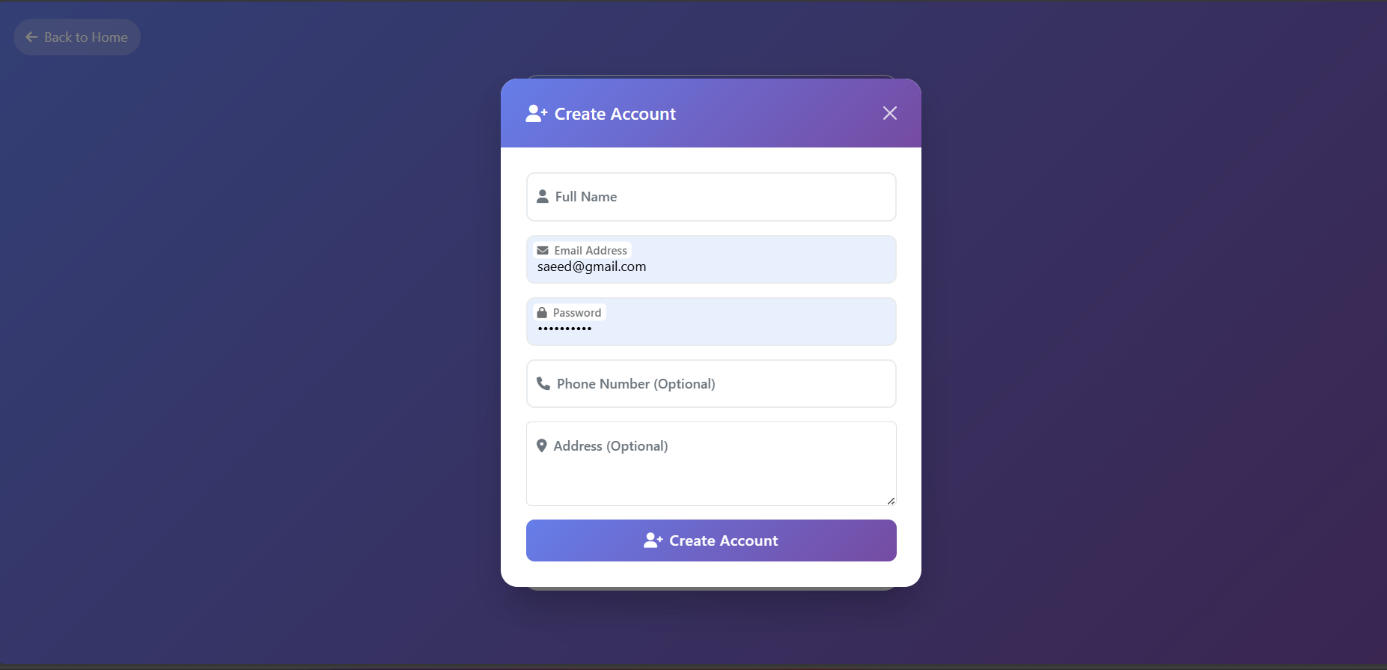 Back to Home
Create Account
Full Name
Email Address
saeed@gmail.com
Password
••••••••••
Phone Number (Optional)
Address (Optional)
Create Account